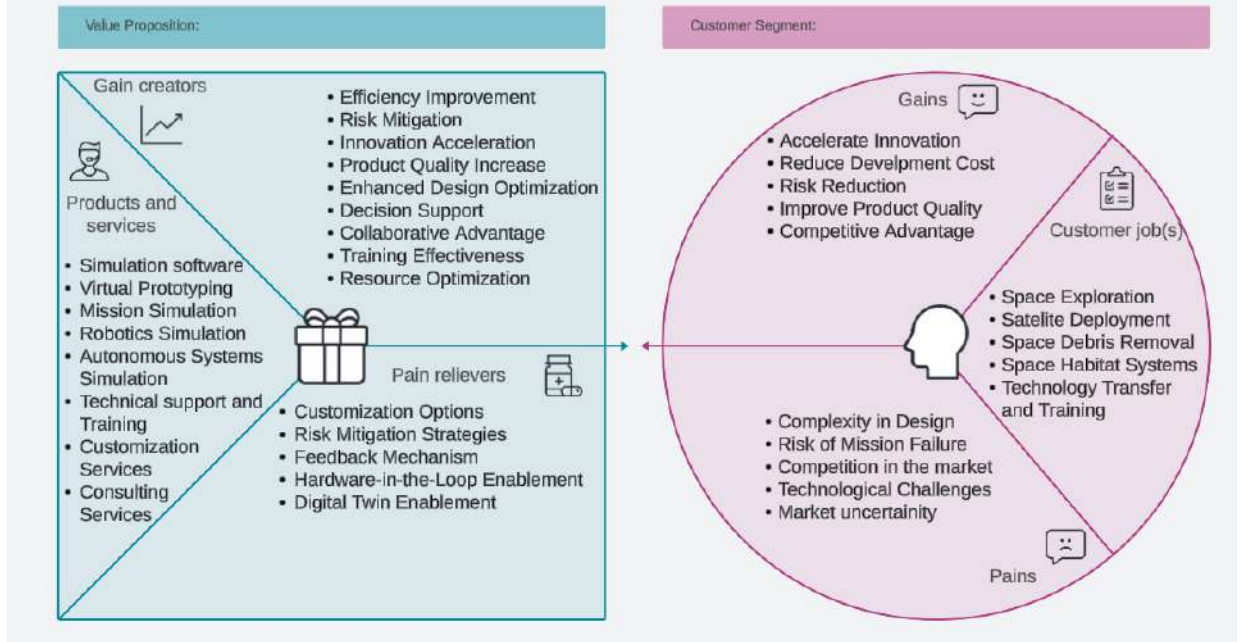 Value Proposition:
Customer Segment:
Gain creators
• Efficiency Improvement
• Risk Mitigation
• Innovation Acceleration
• Product Quality Increase
• Enhanced Design Optimization
• Decision Support
• Collaborative Advantage
• Training Effectiveness
• Resource Optimization
Products and
services
• Simulation software
• Virtual Prototyping
• Mission Simulation
• Robotics Simulation
• Autonomous Systems
Simulation
• Technical support and
Training
• Customization
Services
• Consulting
Services
Pain relievers
• Customization Options
• Risk Mitigation Strategies
• Feedback Mechanism
• Hardware-in-the-Loop Enablement
• Digital Twin Enablement
Gains
• Accelerate Innovation
• Reduce Develpment Cost
• Risk Reduction
• Improve Product Quality
• Competitive Advantage
Customer job(s)
• Space Exploration
• Satelite Deployment
• Space Debris Removal
• Space Habitat Systems
• Technology Transfer
and Training
• Complexity in Design
• Risk of Mission Failure
• Competition in the market
• Technological Challenges
• Market uncertainity
Pains